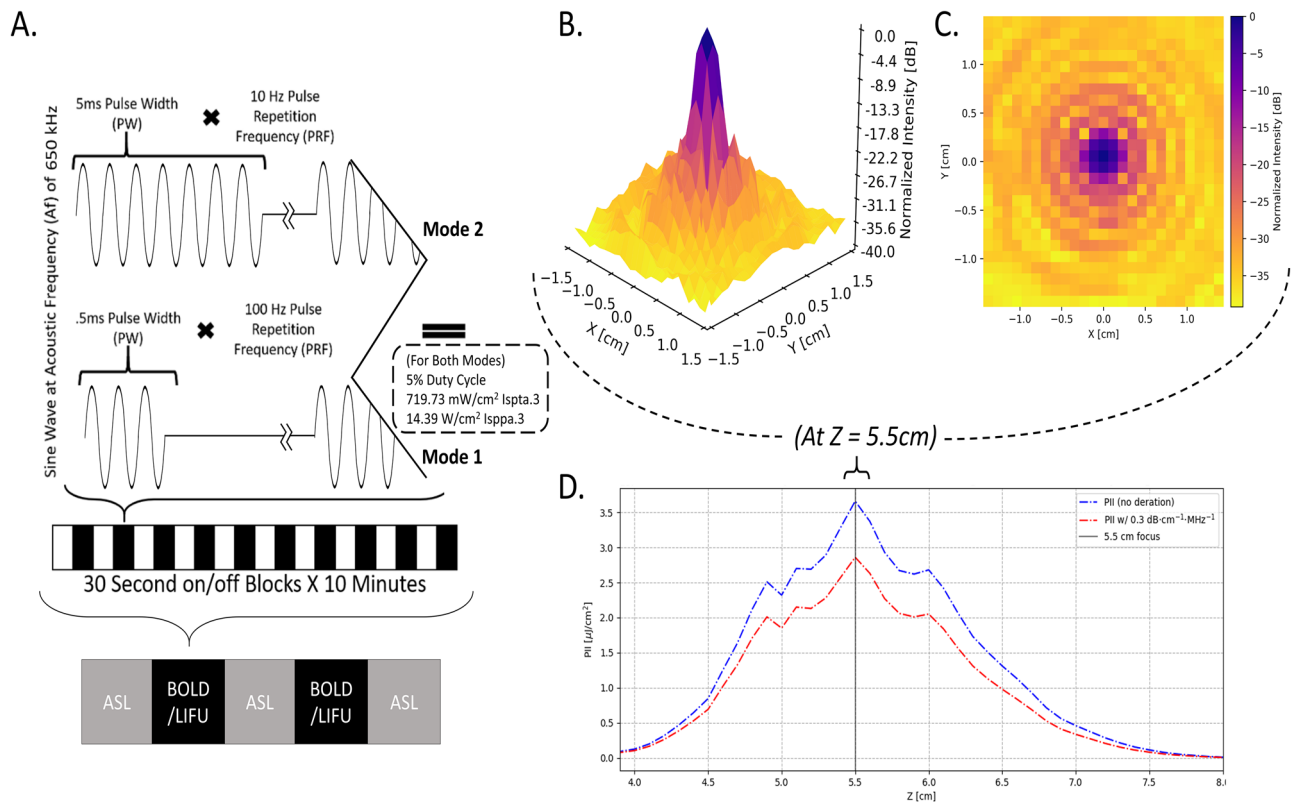 A.
Sine Wave at Acoustic Frequency (Af) of 650 kHz
5ms Pulse Width
(PW)
10 Hz Pulse
Repetition
Frequency (PRF)
Mode 2
.5ms Pulse Width
(PW)
100 Hz Pulse
Repetition
Frequency (PRF)
(For Both Modes)
5% Duty Cycle
719.73 mW/cm² Ispta.3
14.39 W/cm² Isppa.3
Mode 1
30 Second on/off Blocks X 10 Minutes
ASL
BOLD
/LIFU
ASL
BOLD
/LIFU
ASL
B.
0.0
-4.4
-8.9
-13.3
-17.8
-22.2
-26.7
-31.1
-35.6
-40.0
Normalized Intensity [dB]
-1.5
-1.0
-0.5
0.0
0.5
1.0
1.5
X [cm]
-1.5
-1.0
-0.5
0.0
0.5
1.0
1.5
Y [cm]
C.
1.0
0.5
0.0
-0.5
-1.0
Y [cm]
-1.0
-0.5
0.0
0.5
1.0
X [cm]
0
-5
-10
-15
-20
-25
-30
-35
Normalized Intensity [dB]
(At Z = 5.5cm)
D.
PII (no deration)
PII w/ 0.3 dB·cm⁻¹·MHz⁻¹
5.5 cm focus
3.5
3.0
2.5
2.0
1.5
1.0
0.5
0.0
PII [µJ/cm²]
4.0
4.5
5.0
5.5
6.0
6.5
7.0
7.5
8.0
Z [cm]